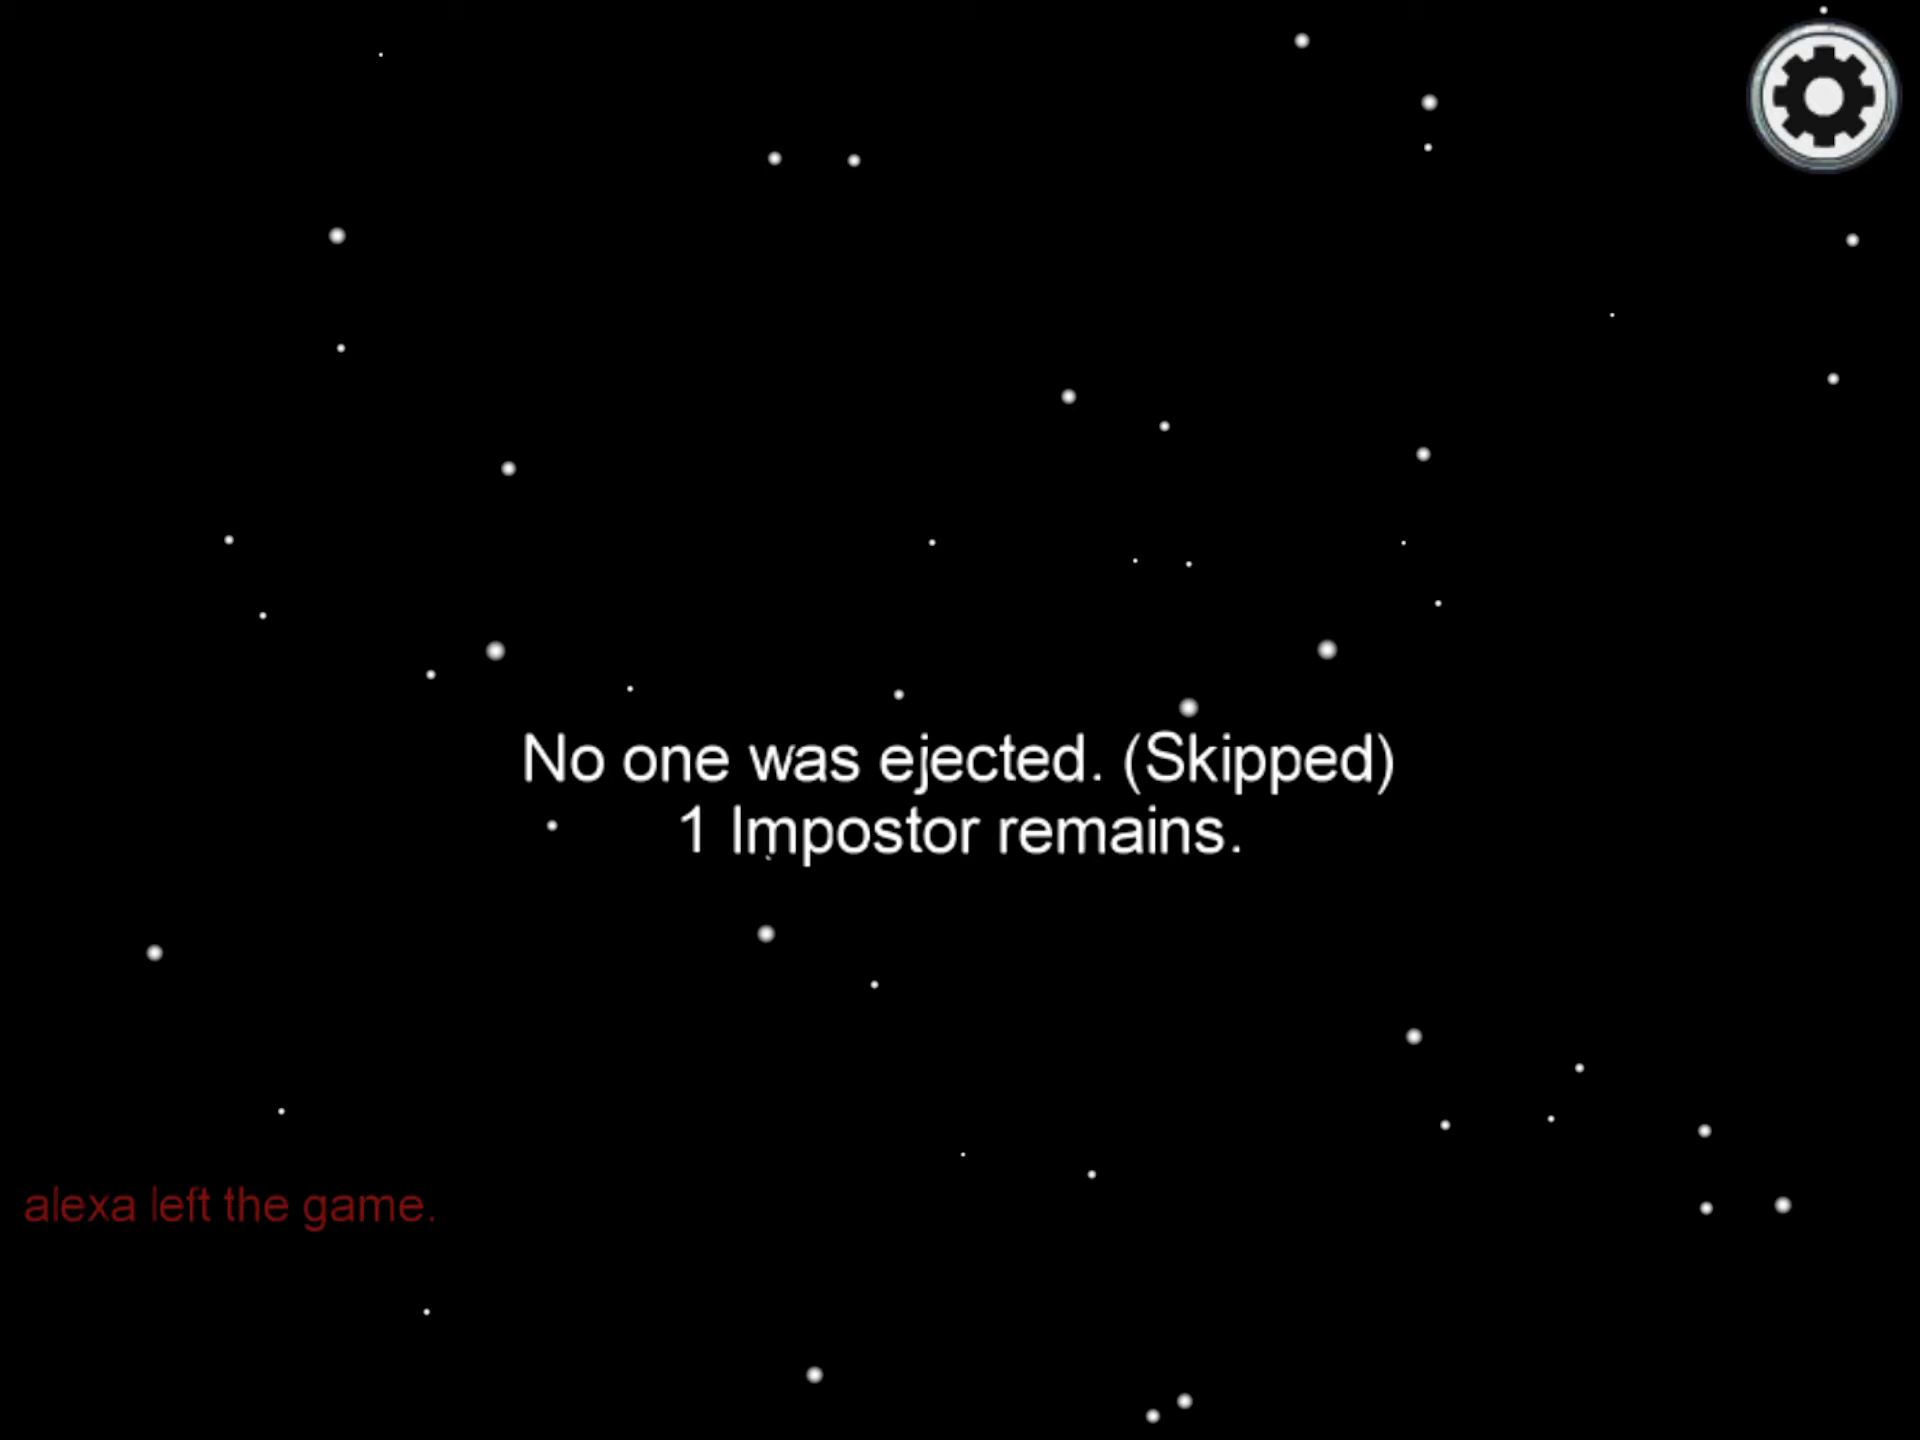 No one was ejected. (Skipped)
1 Impostor remains.
alexa left the game.